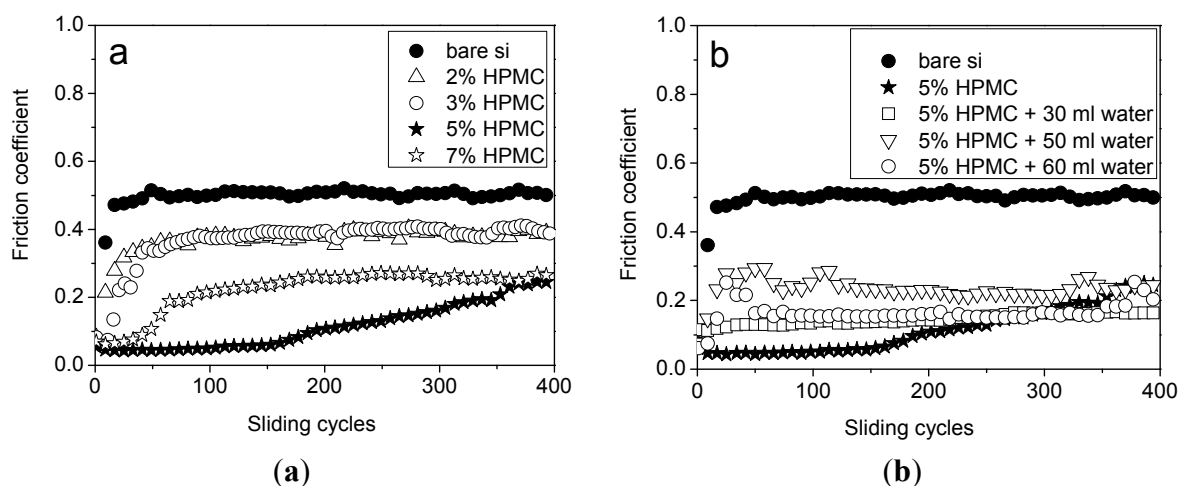 a
1.0
0.8
0.6
0.4
0.2
0.0
Friction coefficient
bare si
2% HPMC
3% HPMC
5% HPMC
7% HPMC
0 100 200 300 400
Sliding cycles
(a)
b
1.0
0.8
0.6
0.4
0.2
0.0
Friction coefficient
bare si
5% HPMC
5% HPMC + 30 ml water
5% HPMC + 50 ml water
5% HPMC + 60 ml water
0 100 200 300 400
Sliding cycles
(b)